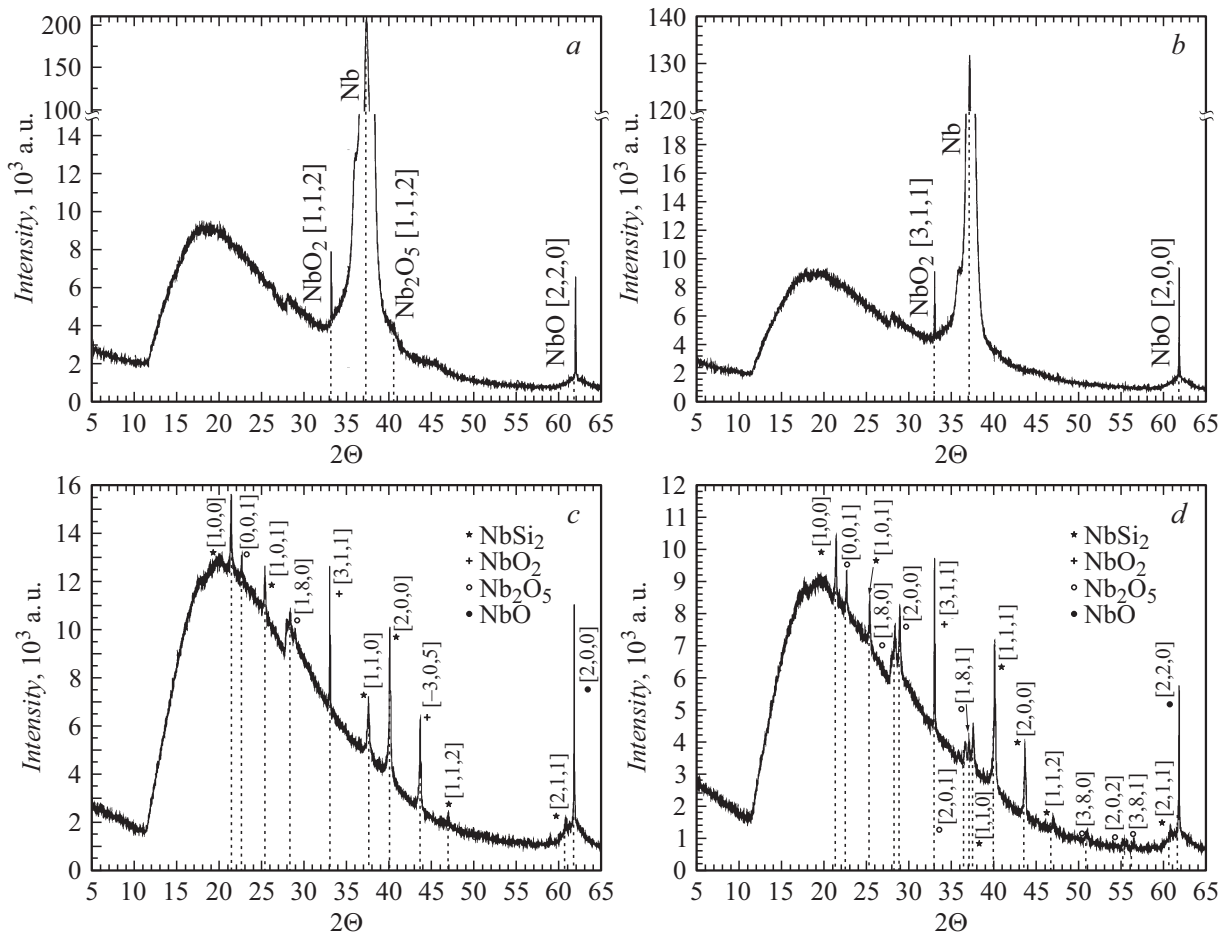 a
Intensity, 10³ a. u.
200
150
100
14
12
10
8
6
4
2
0
Nb
NbO₂ [1,1,2]
Nb₂O₅ [1,1,2]
NbO [2,2,0]
5 10 15 20 25 30 35 40 45 50 55 60 65
2Θ
b
Intensity, 10³ a. u.
140
130
120
18
16
14
12
10
8
6
4
2
0
Nb
NbO₂ [3,1,1]
NbO [2,0,0]
5 10 15 20 25 30 35 40 45 50 55 60 65
2Θ
c
Intensity, 10³ a. u.
16
14
12
10
8
6
4
2
0
[1,0,0]
[0,0,1]
[1,0,1]
[1,8,0]
[3,1,1]
[1,1,0]
[2,0,0]
[−3,0,5]
[1,1,2]
[2,1,1]
[2,0,0]
NbSi₂
NbO₂
Nb₂O₅
NbO
5 10 15 20 25 30 35 40 45 50 55 60 65
2Θ
d
Intensity, 10³ a. u.
12
11
10
9
8
7
6
5
4
3
2
1
0
[1,0,0]
[0,0,1]
[1,0,1]
[1,8,0]
[2,0,0]
[3,1,1]
[2,0,1]
[1,8,1]
[1,1,0]
[1,1,1]
[2,0,0]
[1,1,2]
[3,8,0]
[2,0,2]
[3,8,1]
[2,1,1]
[2,2,0]
NbSi₂
NbO₂
Nb₂O₅
NbO
5 10 15 20 25 30 35 40 45 50 55 60 65
2Θ